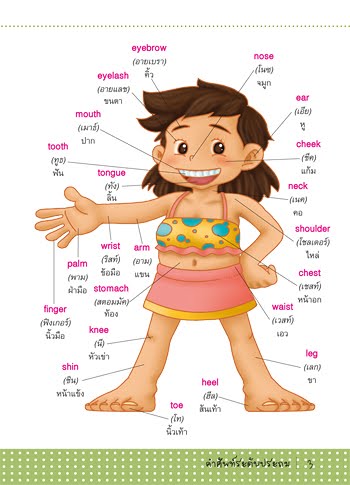 eyebrow
(อายเบรา)
คิ้ว
nose
(โนซ)
จมูก
eyelash
(อายแลช)
ขนตา
ear
(เอีย)
หู
mouth
(เมาธ์)
ปาก
tooth
(ทูธ)
ฟัน
cheek
(ชีค)
แก้ม
tongue
(ทัง)
ลิ้น
neck
(เนค)
คอ
shoulder
(โชลเดอร์)
ไหล่
wrist
(ริสท์)
ข้อมือ
arm
(อาม)
แขน
palm
(พาม)
ฝ่ามือ
chest
(เชสท์)
หน้าอก
stomach
(สตอมมัค)
ท้อง
finger
(ฟิงเกอร์)
นิ้วมือ
waist
(เวสท์)
เอว
knee
(นี)
หัวเข่า
shin
(ชิน)
หน้าแข้ง
leg
(เลก)
ขา
heel
(ฮีล)
ส้นเท้า
toe
(โท)
นิ้วเท้า
คำศัพท์ระดับประถม | 3